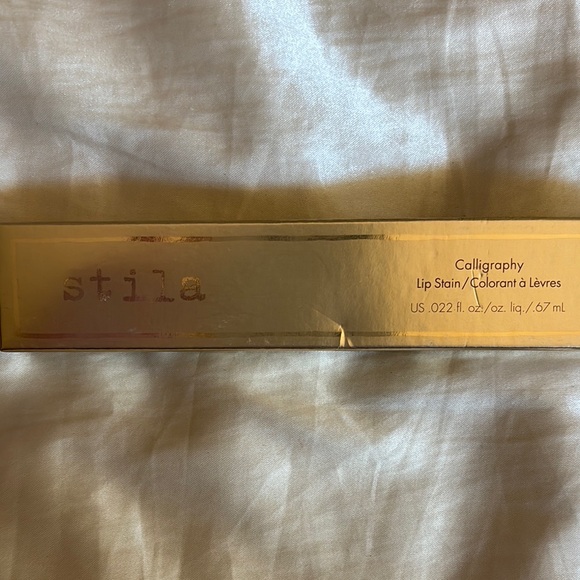 stila
Calligraphy
Lip Stain/Colorant à Lèvres
US .022 fl. oz./oz. liq./.67 mL